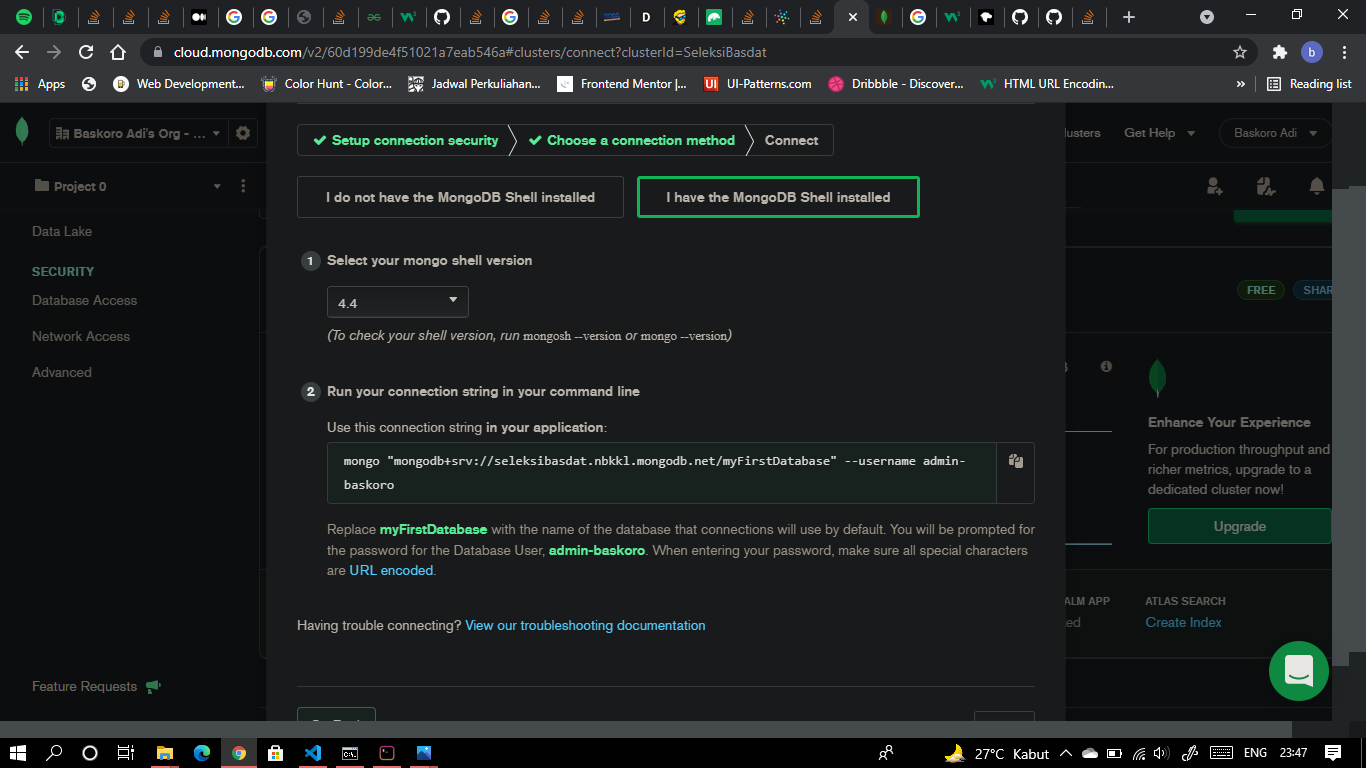 cloud.mongodb.com/v2/60d199de4f51021a7eab546a#clusters/connect?clusterId=SeleksiBasdat
b
Apps
Web Development...
Color Hunt - Color...
Jadwal Perkuliahan...
Frontend Mentor |...
UI-Patterns.com
Dribbble - Discover...
HTML URL Encodin...
»
Reading list
Baskoro Adi's Org - ...
Get Help
Baskoro Adi
Project 0
Data Lake
SECURITY
Database Access
Network Access
Advanced
Feature Requests
Setup connection security
Choose a connection method
Connect
I do not have the MongoDB Shell installed
I have the MongoDB Shell installed
1 Select your mongo shell version
4.4
(To check your shell version, run mongosh --version or mongo --version)
2 Run your connection string in your command line
Use this connection string in your application:
mongo "mongodb+srv://seleksibasdat.nbkkl.mongodb.net/myFirstDatabase" --username admin-
baskoro
Replace myFirstDatabase with the name of the database that connections will use by default. You will be prompted for
the password for the Database User, admin-baskoro. When entering your password, make sure all special characters
are URL encoded.
Having trouble connecting? View our troubleshooting documentation
FREE
SHAR
Enhance Your Experience
For production throughput and
richer metrics, upgrade to a
dedicated cluster now!
Upgrade
ALM APP
ATLAS SEARCH
Create Index
27°C Kabut
ENG
23:47